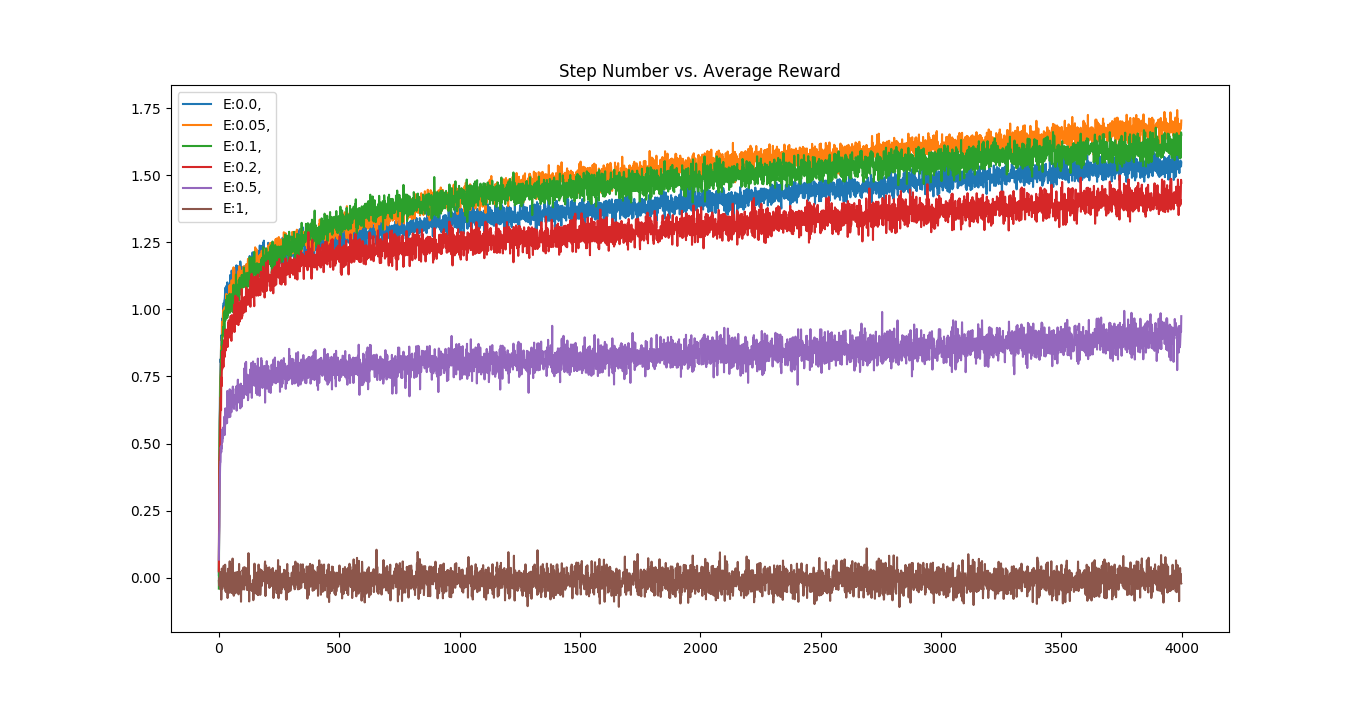 Step Number vs. Average Reward
E:0.0,
E:0.05,
E:0.1,
E:0.2,
E:0.5,
E:1,
1.75
1.50
1.25
1.00
0.75
0.50
0.25
0.00
0 500 1000 1500 2000 2500 3000 3500 4000